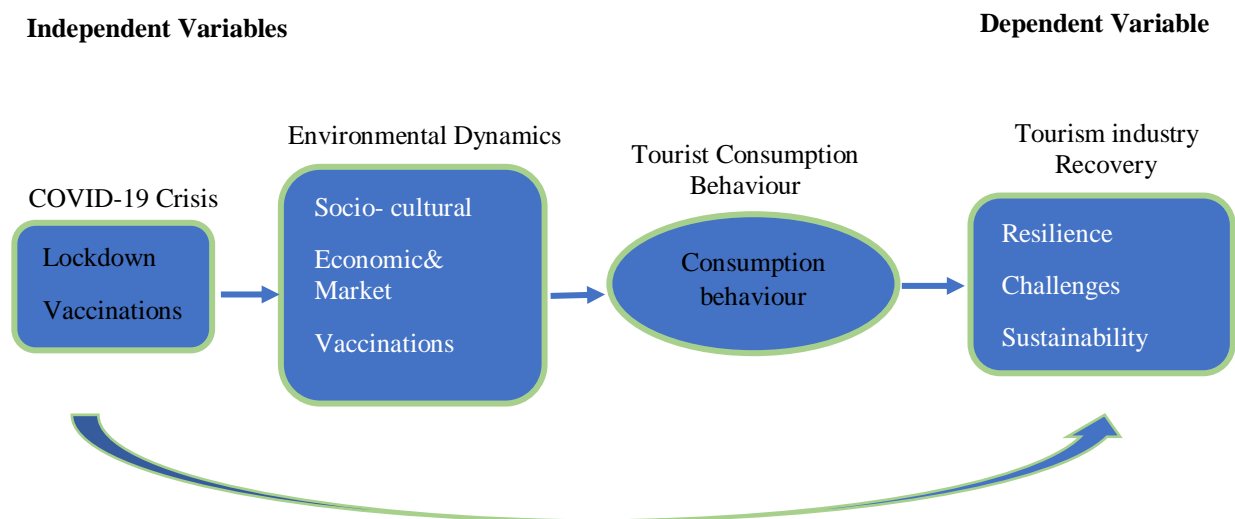 Independent Variables
Dependent Variable
COVID-19 Crisis
Lockdown
Vaccinations
Environmental Dynamics
Socio- cultural
Economic&
Market
Vaccinations
Tourist Consumption
Behaviour
Consumption
behaviour
Tourism industry
Recovery
Resilience
Challenges
Sustainability